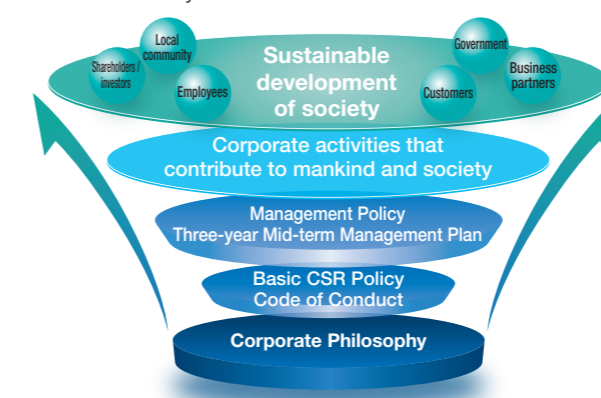 Local
community
Shareholders /
investors
Employees
Sustainable
development
of society
Government
Business
partners
Customers
Corporate activities that
contribute to mankind and society
Management Policy
Three-year Mid-term Management Plan
Basic CSR Policy
Code of Conduct
Corporate Philosophy